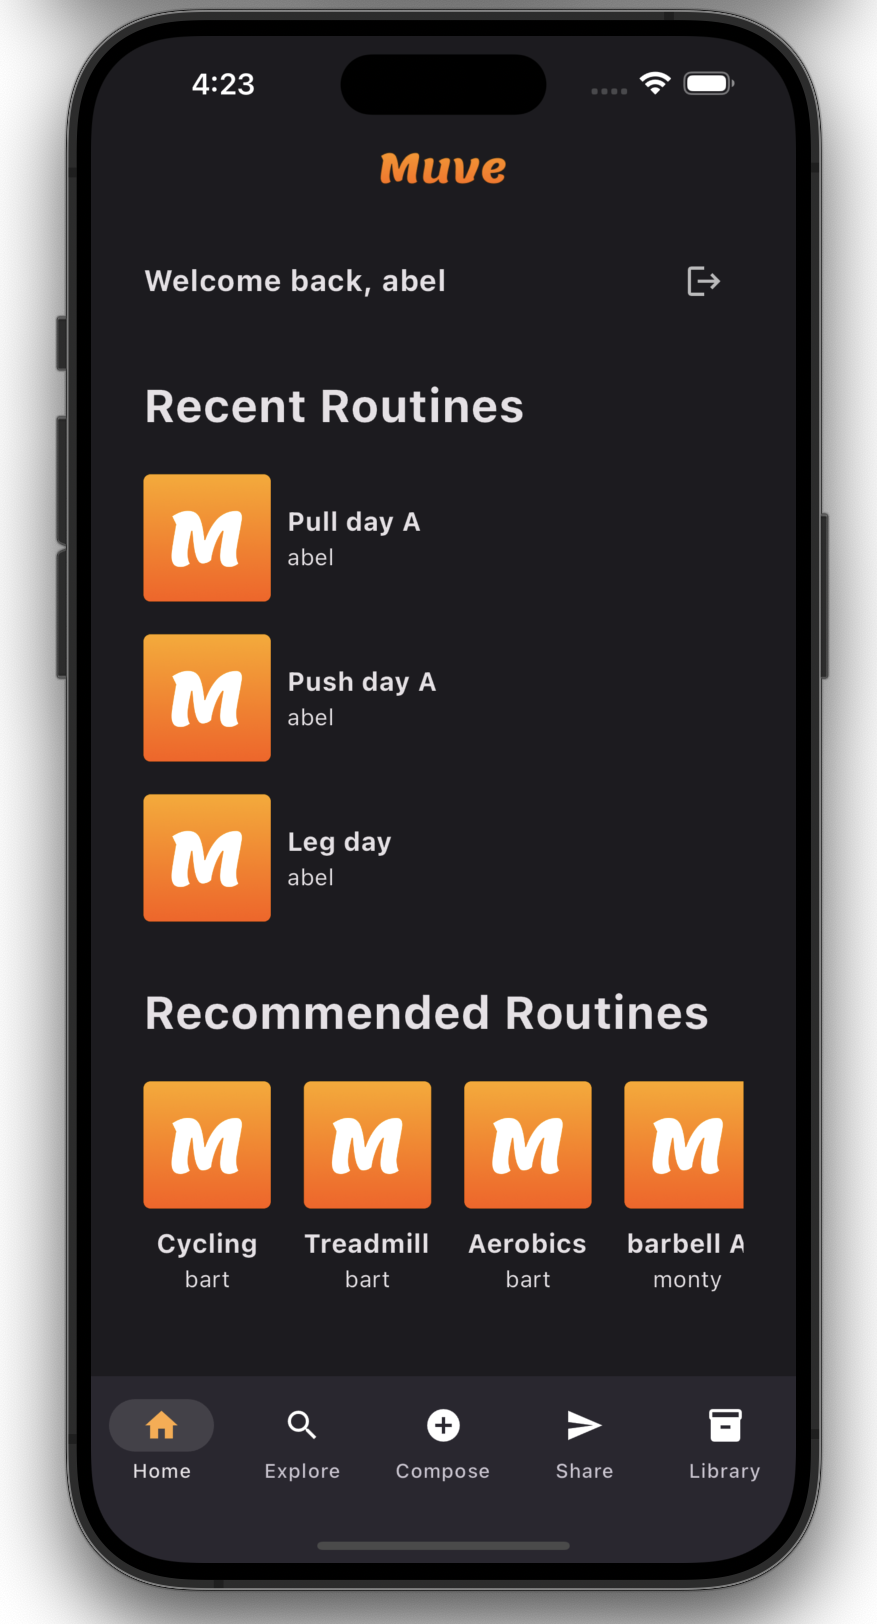 4:23
Muve
Welcome back, abel
Recent Routines
M
Pull day A
abel
M
Push day A
abel
M
Leg day
abel
Recommended Routines
M M M M
Cycling Treadmill Aerobics barbell A
bart bart bart monty
Home Explore Compose Share Library